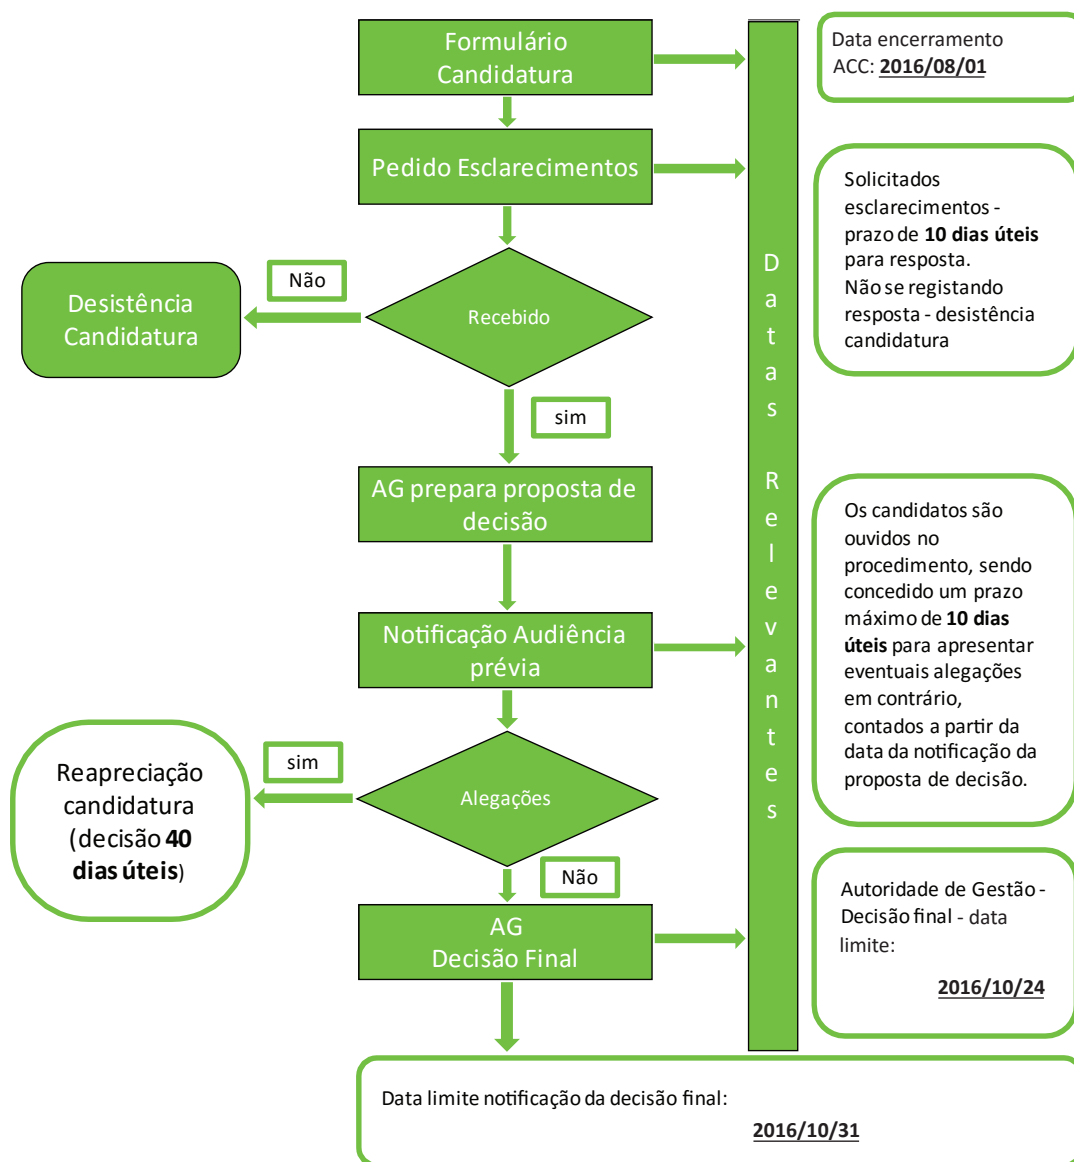 Formulário
Candidatura
Data encerramento
ACC: 2016/08/01
Pedido Esclarecimentos
Solicitados
esclarecimentos -
prazo de 10 dias úteis
para resposta.
Não se registando
resposta - desistência
candidatura
Não
Desistência
Candidatura
Recebido
sim
Datas Relevantes
AG prepara proposta de
decisão
Os candidatos são
ouvidos no
procedimento, sendo
concedido um prazo
máximo de 10 dias
úteis para apresentar
eventuais alegações
em contrário,
contados a partir da
data da notificação da
proposta de decisão.
Notificação Audiência
prévia
sim
Reapreciação
candidatura
(decisão 40
dias úteis)
Alegações
Não
AG
Decisão Final
Autoridade de Gestão -
Decisão final - data
limite:
2016/10/24
Data limite notificação da decisão final:
2016/10/31